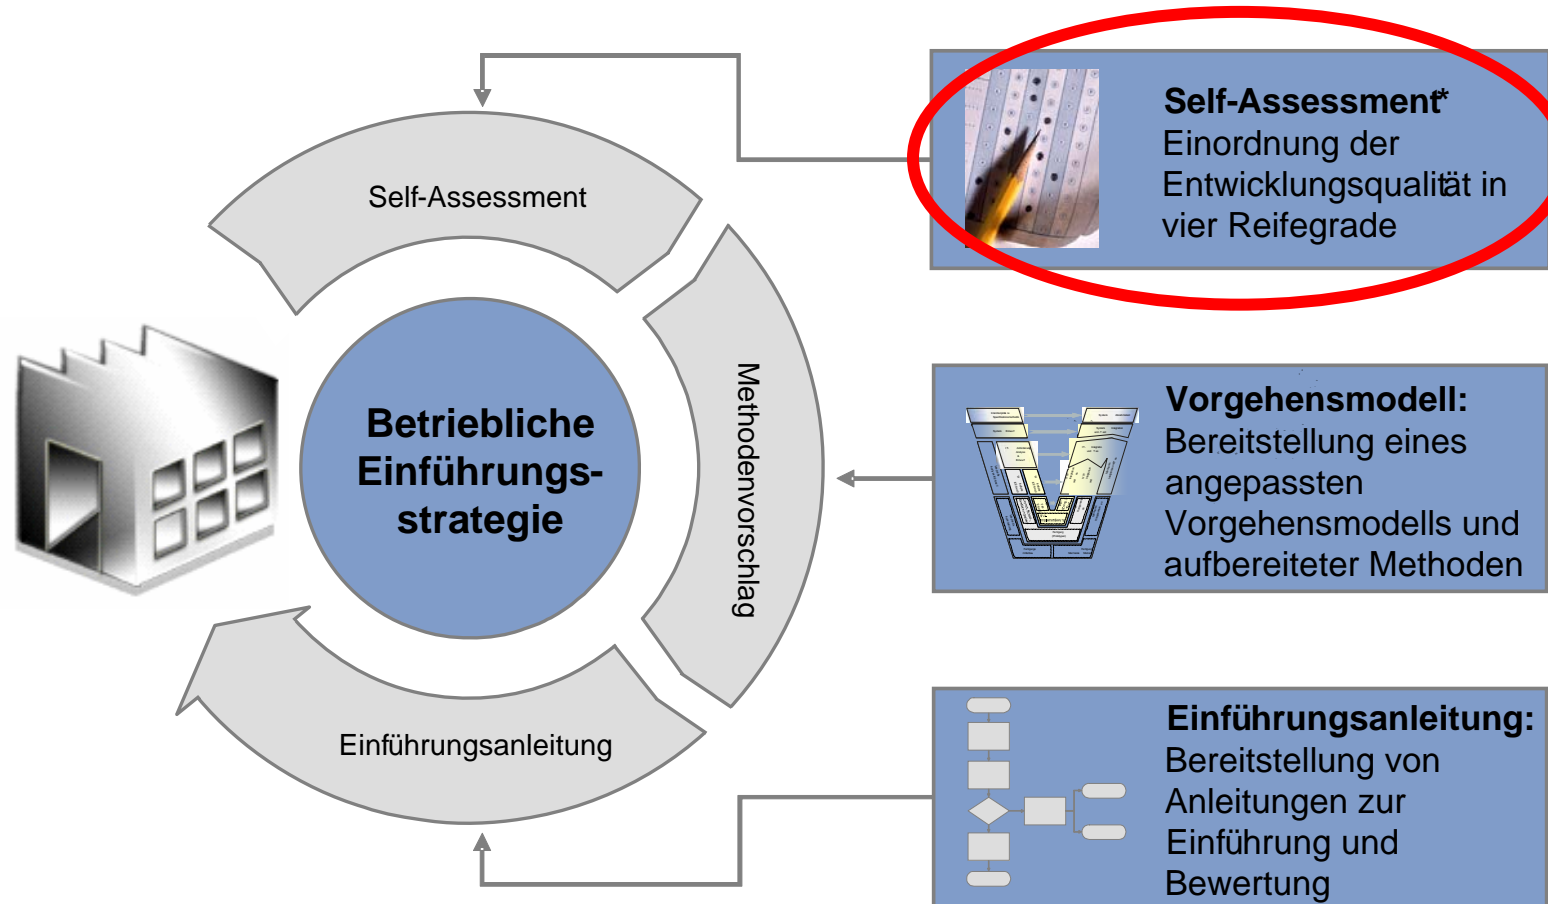 Self-Assessment*
Einordnung der
Entwicklungsqualität in
vier Reifegrade
Self-Assessment
Methodenvorschlag
Betriebliche
Einführungs-
strategie
Vorgehensmodell:
Bereitstellung eines
angepassten
Vorgehensmodells und
aufbereiteter Methoden
Einführungsanleitung
Einführungsanleitung:
Bereitstellung von
Anleitungen zur
Einführung und
Bewertung